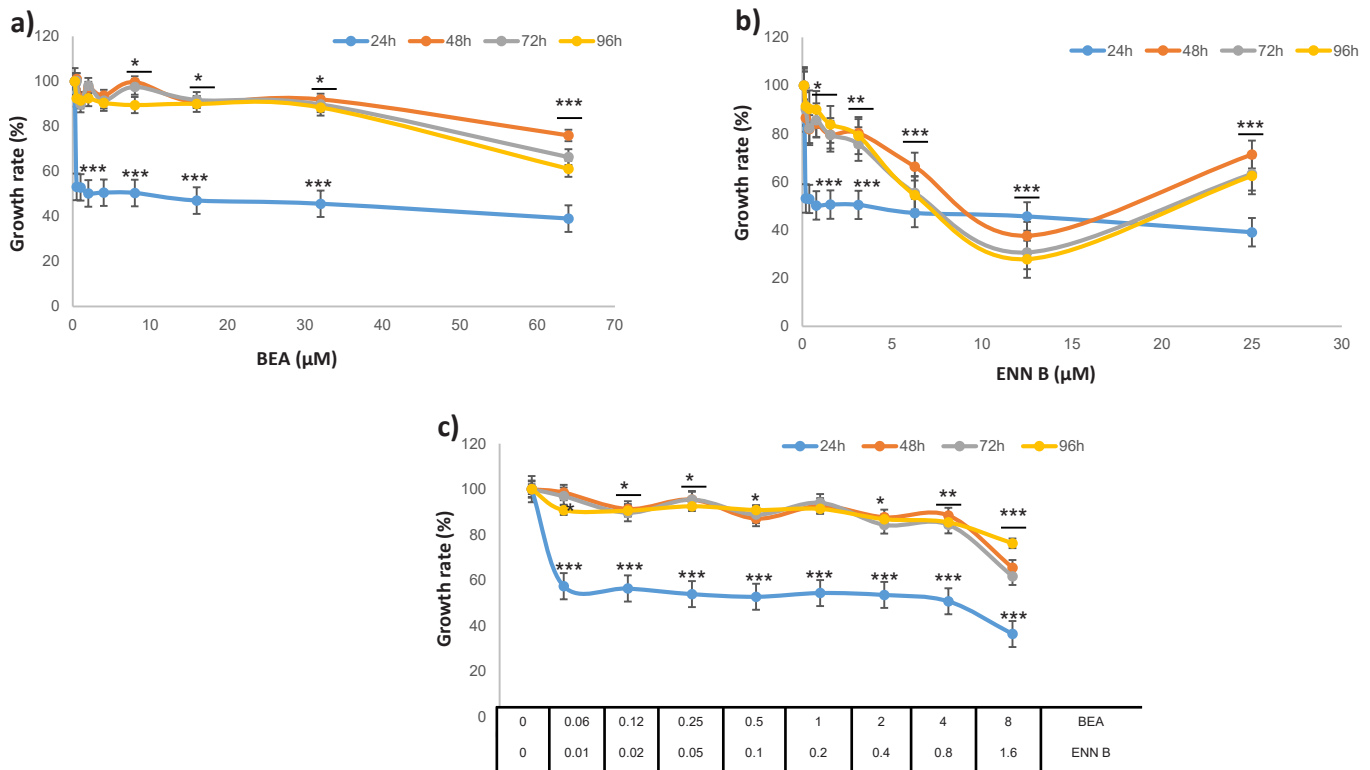 a)
24h 48h 72h 96h
120
100
80
60
40
20
0
Growth rate (%)
* * * ***
*** *** *** ***
0 10 20 30 40 50 60 70
BEA (µM)
b)
24h 48h 72h 96h
120
100
80
60
40
20
0
Growth rate (%)
* ** *** *** ***
*** ***
0 5 10 15 20 25 30
ENN B (µM)
c)
24h 48h 72h 96h
120
100
80
60
40
20
0
Growth rate (%)
* * * * * ** ***
*** *** *** *** *** *** *** ***
0 0.06 0.12 0.25 0.5 1 2 4 8 BEA
0 0.01 0.02 0.05 0.1 0.2 0.4 0.8 1.6 ENN B